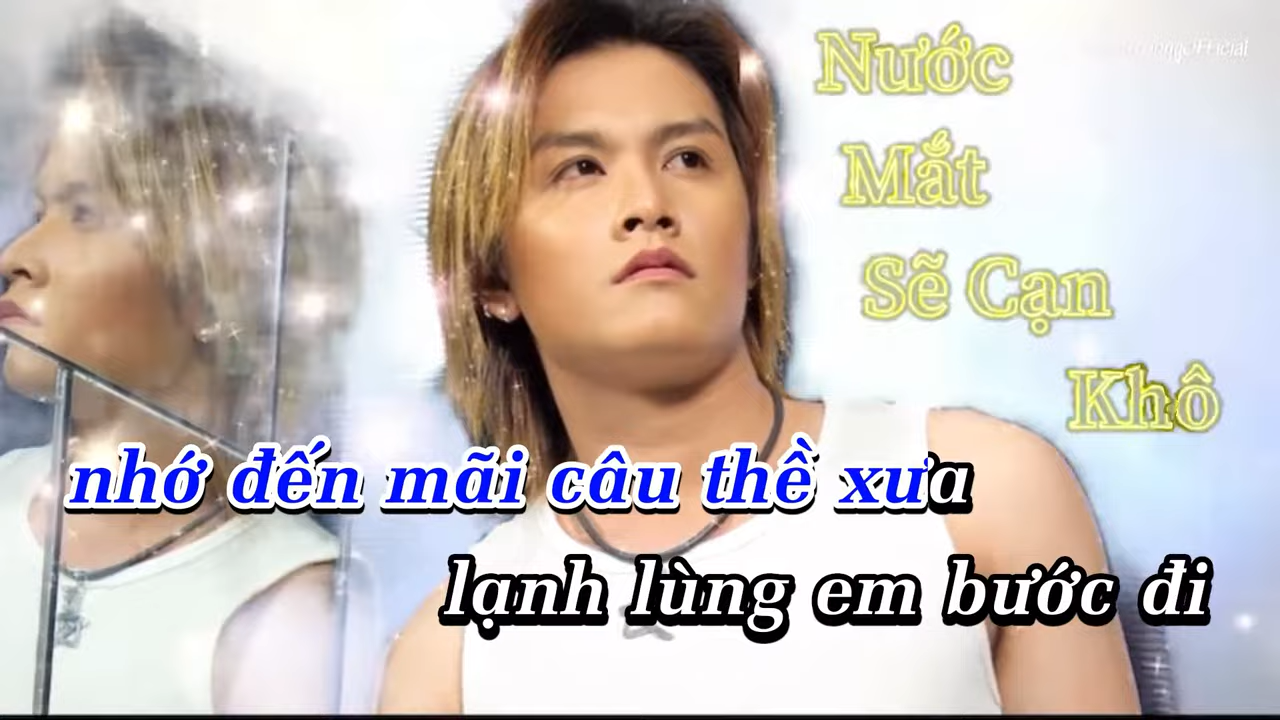 Nước
Mắt
Sẽ Cạn
Khô
nhớ đến mãi câu thề xưa
lạnh lùng em bước đi